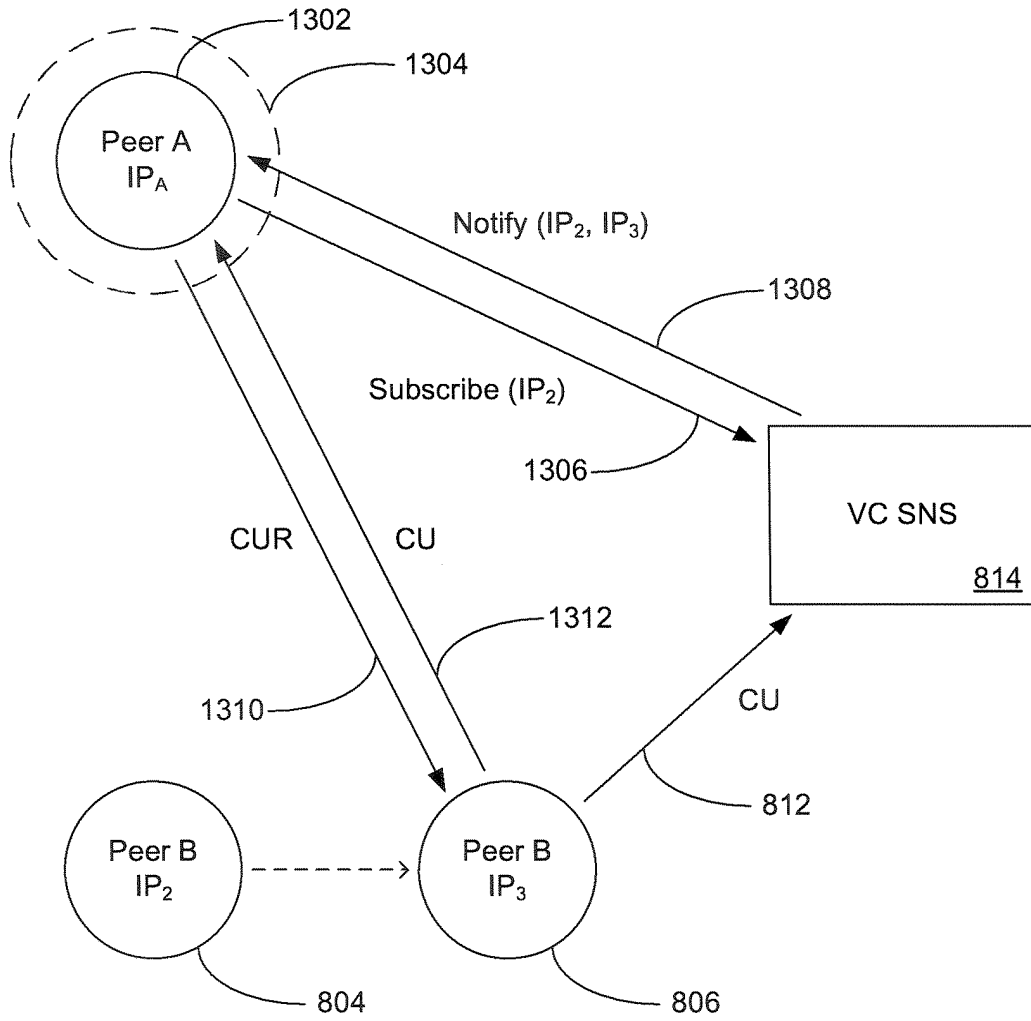 1302
1304
Peer A
IPA
Notify (IP2, IP3)
1308
Subscribe (IP2)
1306
VC SNS
814
CUR
CU
1312
1310
CU
812
Peer B
IP2
Peer B
IP3
804
806